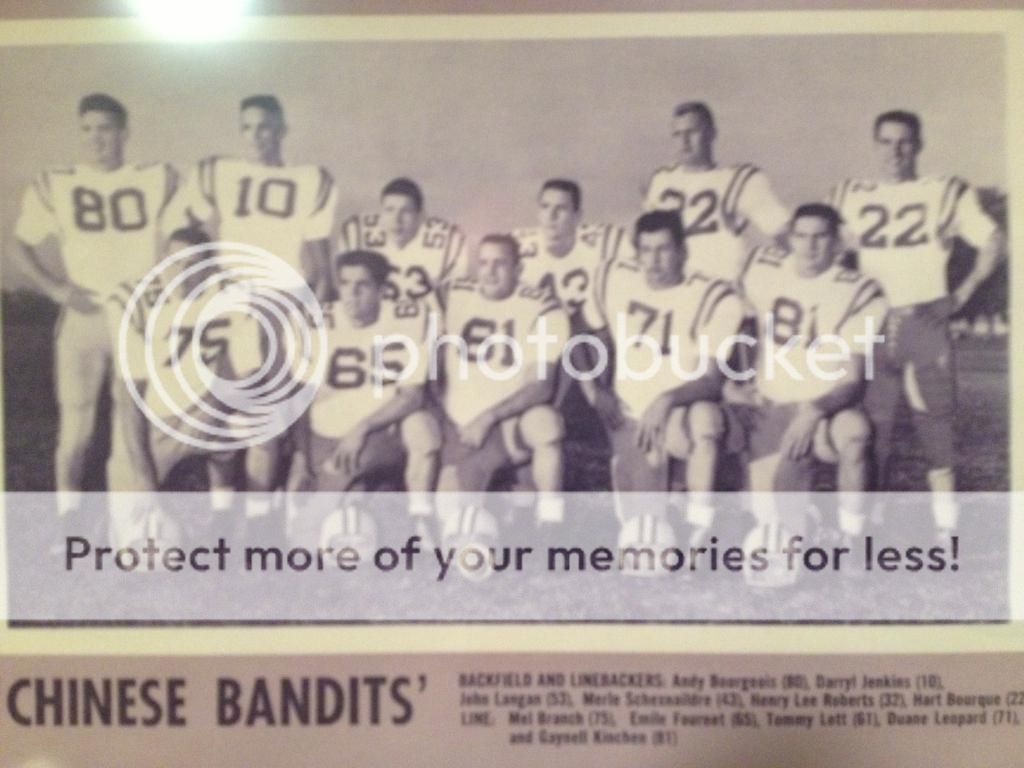 80 10 32 22
53 53 43
75 65 61 71 81
photobucket
Protect more of your memories for less!
CHINESE BANDITS'
BACKFIELD AND LINEBACKERS: Andy Bourgeois (80), Darryl Jenkins (10),
John Langan (53), Merle Schexnaildre (43), Henry Lee Roberts (32), Hart Bourque (22
LINE: Mel Branch (75), Emile Fournet (65), Tommy Lott (61), Duane Leopard (71),
and Gaynell Kinchen (81)